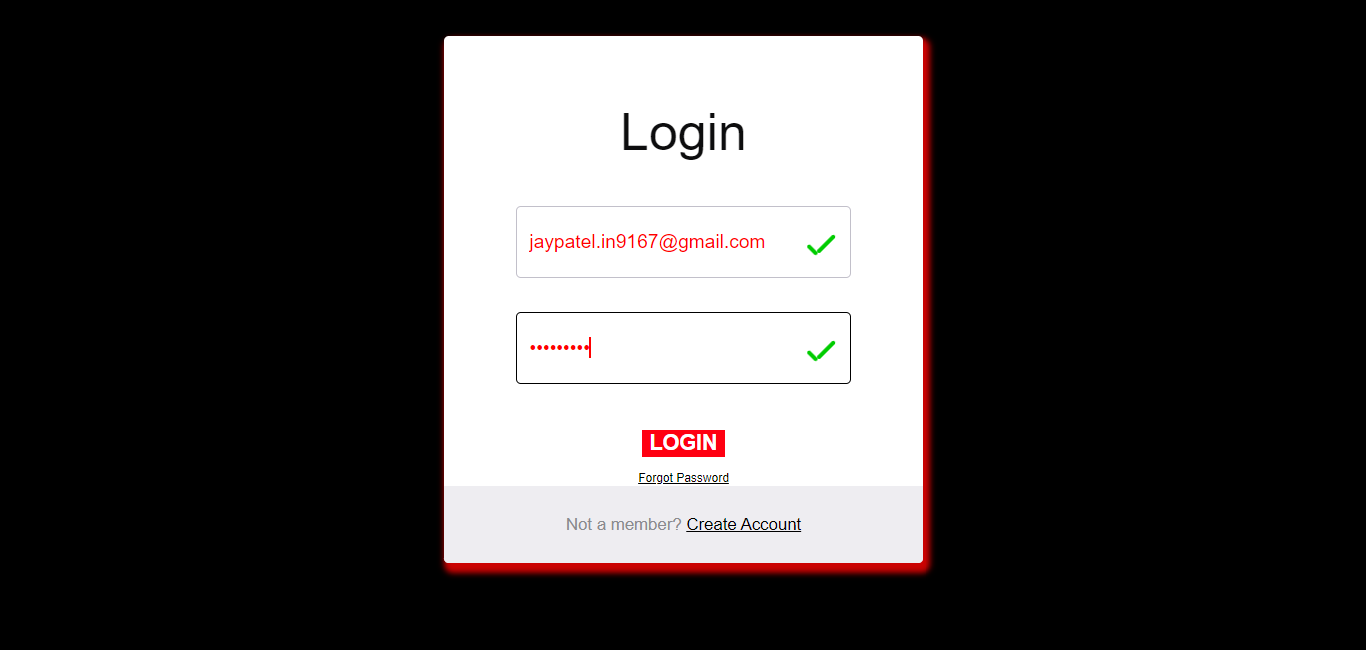 Login
jaypatel.in9167@gmail.com
•••••••••
LOGIN
Forgot Password
Not a member? Create Account